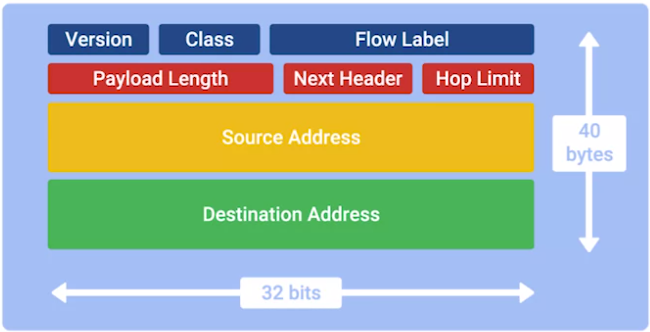 Version Class Flow Label
Payload Length Next Header Hop Limit
Source Address
40
bytes
Destination Address
32 bits